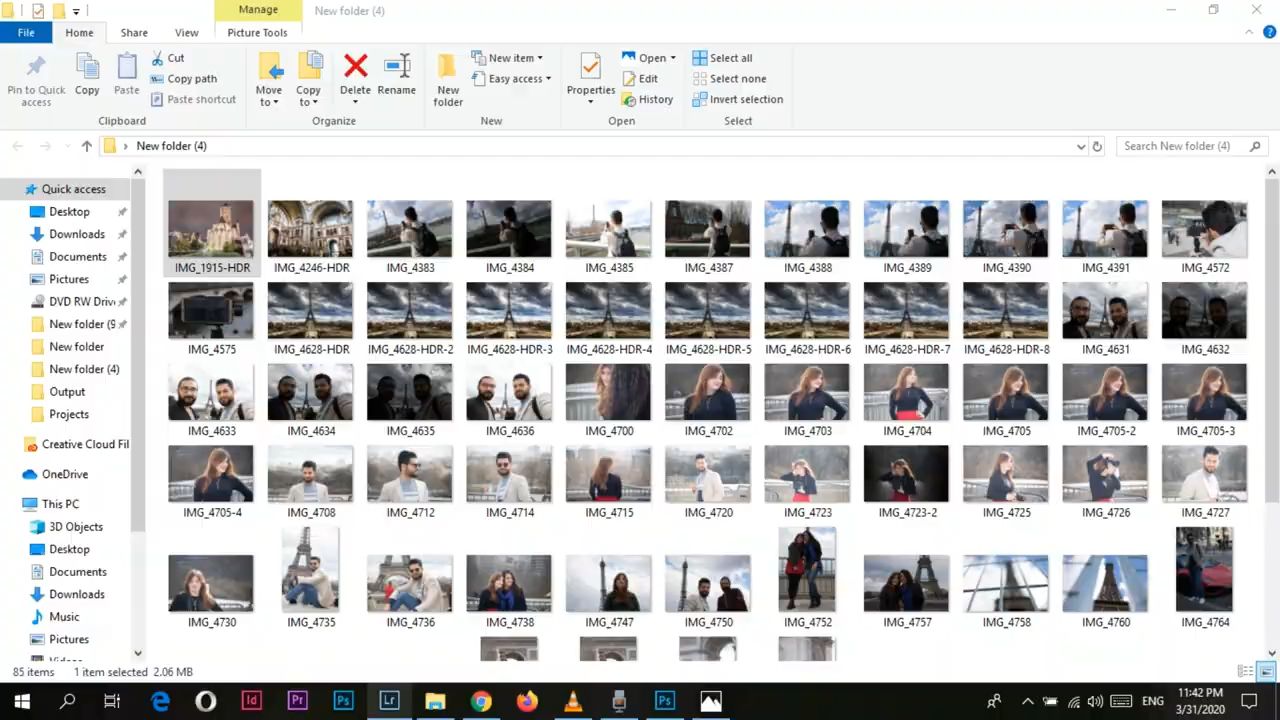 Manage
New folder (4)
File
Home
Share
View
Picture Tools
Pin to Quick access
Copy
Paste
Cut
Copy path
Paste shortcut
Clipboard
Move to
Copy to
Delete
Rename
Organize
New folder
New item
Easy access
New
Properties
Open
Edit
History
Open
Select all
Select none
Invert selection
Select
New folder (4)
Search New folder (4)
Quick access
Desktop
Downloads
Documents
Pictures
DVD RW Driv
New folder (9
New folder
New folder (4)
Output
Projects
Creative Cloud Fil
OneDrive
This PC
3D Objects
Desktop
Documents
Downloads
Music
Pictures
IMG_1915-HDR IMG_4246-HDR IMG_4383 IMG_4384 IMG_4385 IMG_4387 IMG_4388 IMG_4389 IMG_4390 IMG_4391 IMG_4572
IMG_4575 IMG_4628-HDR IMG_4628-HDR-2 IMG_4628-HDR-3 IMG_4628-HDR-4 IMG_4628-HDR-5 IMG_4628-HDR-6 IMG_4628-HDR-7 IMG_4628-HDR-8 IMG_4631 IMG_4632
IMG_4633 IMG_4634 IMG_4635 IMG_4636 IMG_4700 IMG_4702 IMG_4703 IMG_4704 IMG_4705 IMG_4705-2 IMG_4705-3
IMG_4705-4 IMG_4708 IMG_4712 IMG_4714 IMG_4715 IMG_4720 IMG_4723 IMG_4723-2 IMG_4725 IMG_4726 IMG_4727
IMG_4730 IMG_4735 IMG_4736 IMG_4738 IMG_4747 IMG_4750 IMG_4752 IMG_4757 IMG_4758 IMG_4760 IMG_4764
85 items 1 item selected 2.06 MB
Id Pr Ps Lr Ps
ENG
11:42 PM
3/31/2020